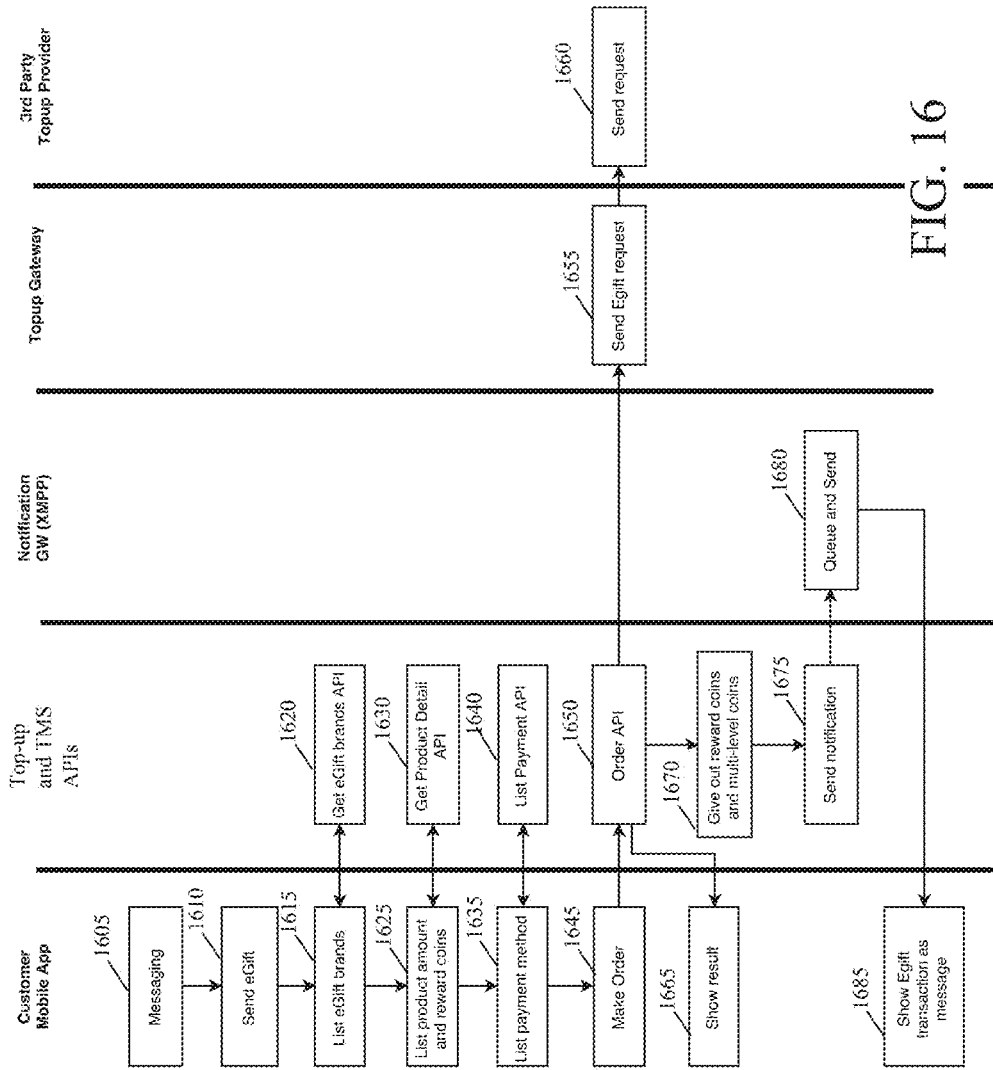 Customer
Mobile App
Top-up
and TMS
APIs
Notification
GW (XMPP)
Topup Gateway
3rd Party
Topup Provider
1605
Messaging
1610
Send eGift
1615
List eGift brands
1620
Get eGift brands API
1625
List product amount
and reward coins
1630
Get Product Detail
API
1635
List payment method
1640
List Payment API
1645
Make Order
1650
Order API
1655
Send Egift request
1660
Send request
1665
Show result
1670
Give out reward coins
and multi-level coins
1675
Send notification
1680
Queue and Send
1685
Show Egift
transaction as
message
FIG. 16